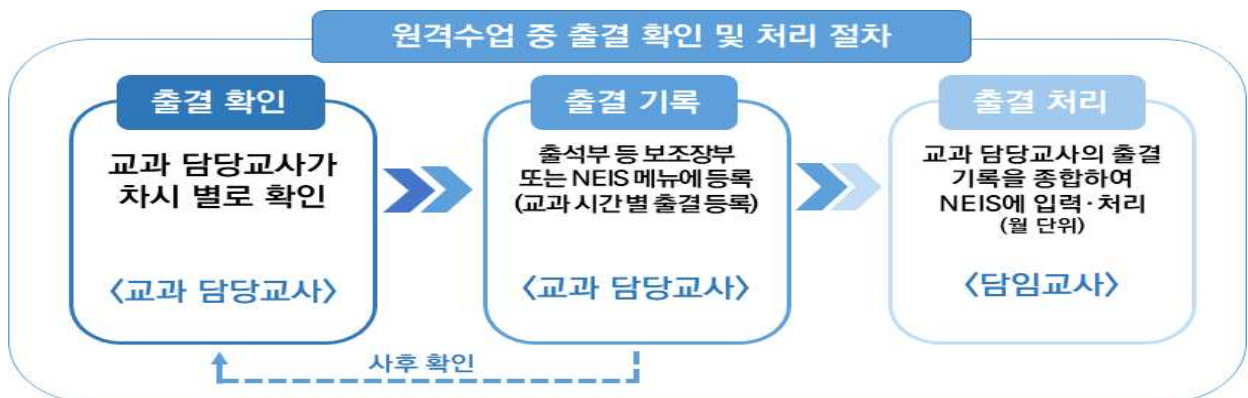 원격수업 중 출결 확인 및 처리 절차
출결 확인
교과 담당교사가
차시 별로 확인
〈교과 담당교사〉
출결 기록
출석부 등 보조장부
또는 NEIS 메뉴에 등록
(교과 시간별 출결 등록)
〈교과 담당교사〉
출결 처리
교과 담당교사의 출결
기록을 종합하여
NEIS에 입력·처리
(월 단위)
〈담임교사〉
사후 확인